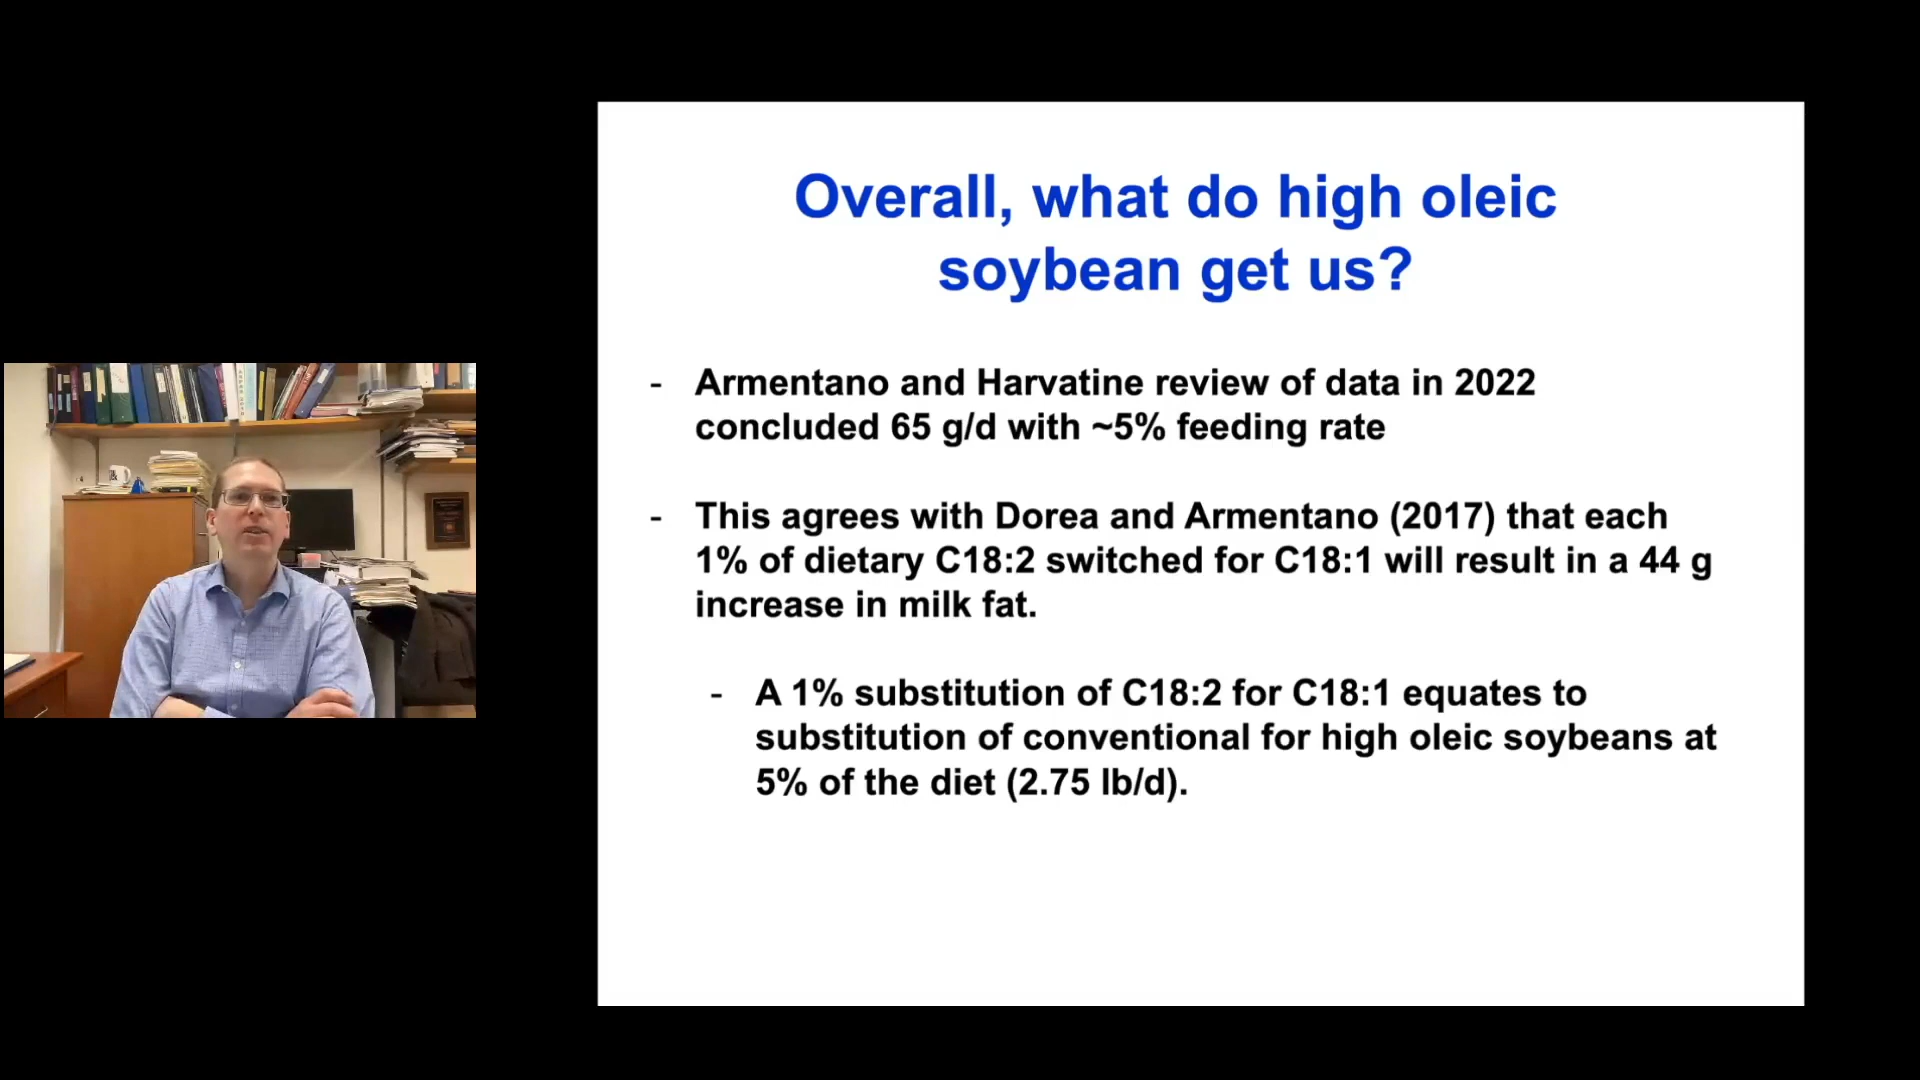 Overall, what do high oleic
soybean get us?
- Armentano and Harvatine review of data in 2022
concluded 65 g/d with ~5% feeding rate
- This agrees with Dorea and Armentano (2017) that each
1% of dietary C18:2 switched for C18:1 will result in a 44 g
increase in milk fat.
- A 1% substitution of C18:2 for C18:1 equates to
substitution of conventional for high oleic soybeans at
5% of the diet (2.75 lb/d).